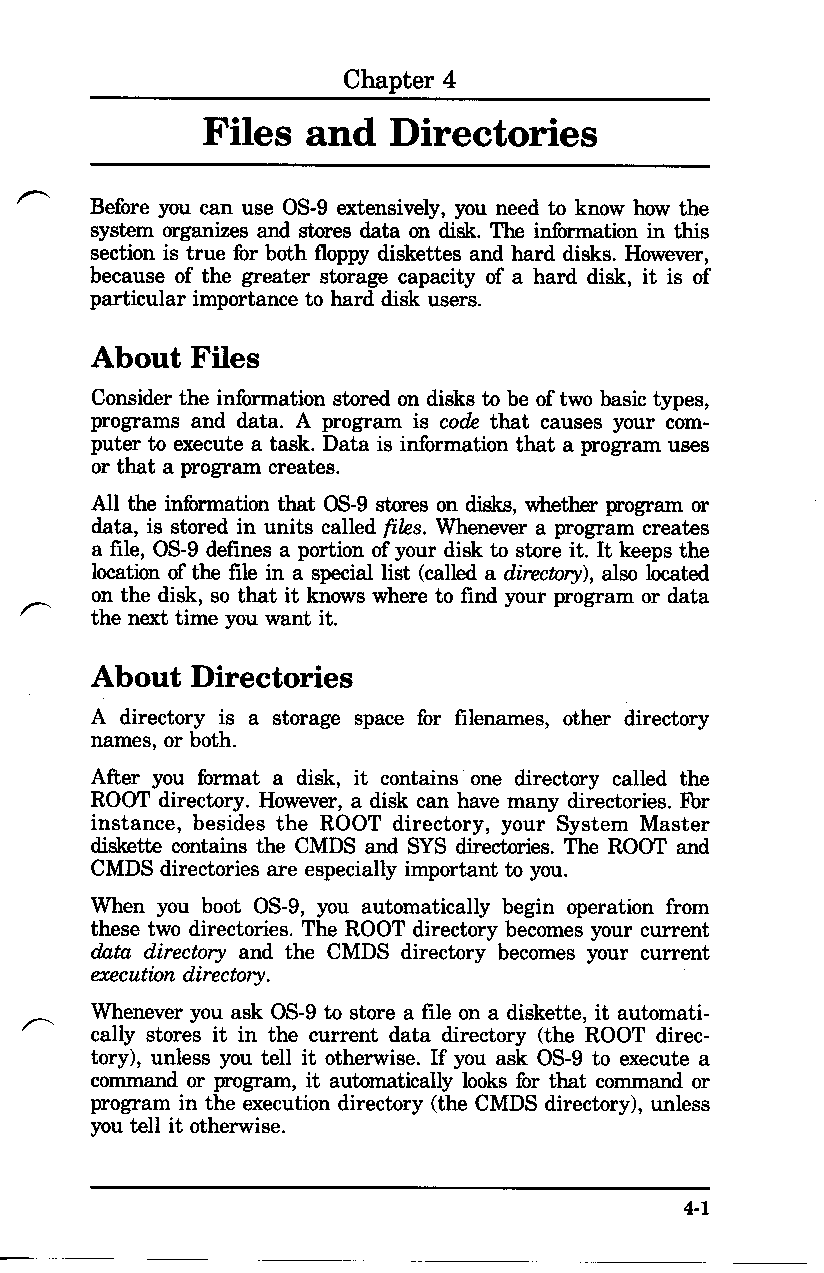 Chapter 4
Files and Directories
Before you can use OS-9 extensively, you need to know how the
system organizes and stores data on disk. The information in this
section is true for both floppy diskettes and hard disks. However,
because of the greater storage capacity of a hard disk, it is of
particular importance to hard disk users.
About Files
Consider the information stored on disks to be of two basic types,
programs and data. A program is code that causes your com-
puter to execute a task. Data is information that a program uses
or that a program creates.
All the information that OS-9 stores on disks, whether program or
data, is stored in units called files. Whenever a program creates
a file, OS-9 defines a portion of your disk to store it. It keeps the
location of the file in a special list (called a directory), also located
on the disk, so that it knows where to find your program or data
the next time you want it.
About Directories
A directory is a storage space for filenames, other directory
names, or both.
After you format a disk, it contains one directory called the
ROOT directory. However, a disk can have many directories. For
instance, besides the ROOT directory, your System Master
diskette contains the CMDS and SYS directories. The ROOT and
CMDS directories are especially important to you.
When you boot OS-9, you automatically begin operation from
these two directories. The ROOT directory becomes your current
data directory and the CMDS directory becomes your current
execution directory.
Whenever you ask OS-9 to store a file on a diskette, it automati-
cally stores it in the current data directory (the ROOT direc-
tory), unless you tell it otherwise. If you ask OS-9 to execute a
command or program, it automatically looks for that command or
program in the execution directory (the CMDS directory), unless
you tell it otherwise.
4-1